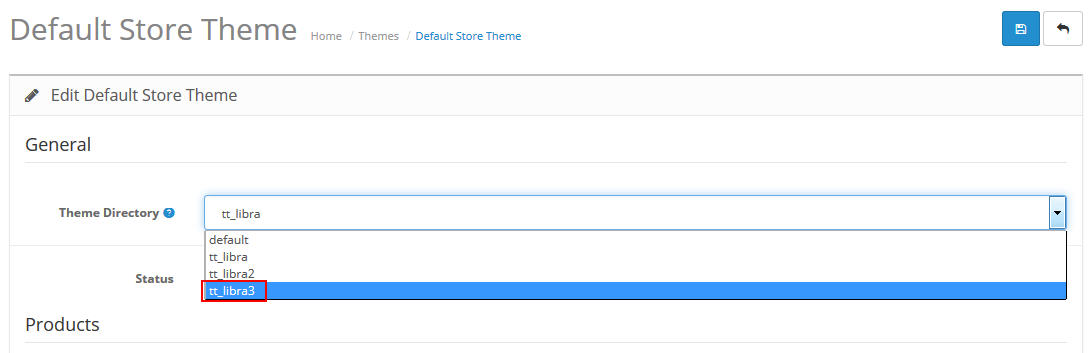 Default Store Theme Home / Themes / Default Store Theme
Edit Default Store Theme
General
Theme Directory ? tt_libra
default
tt_libra
tt_libra2
Status
tt_libra3
Products